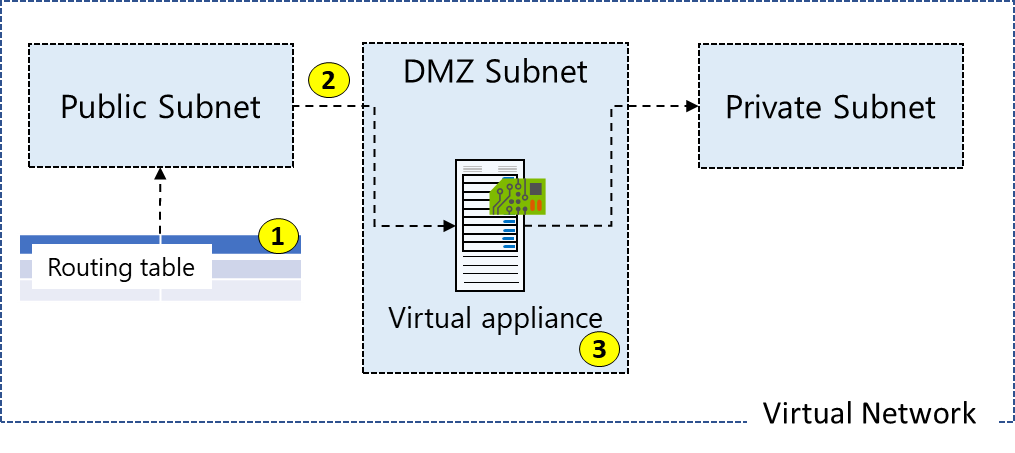 Public Subnet
2
DMZ Subnet
Private Subnet
1
Routing table
Virtual appliance
3
Virtual Network